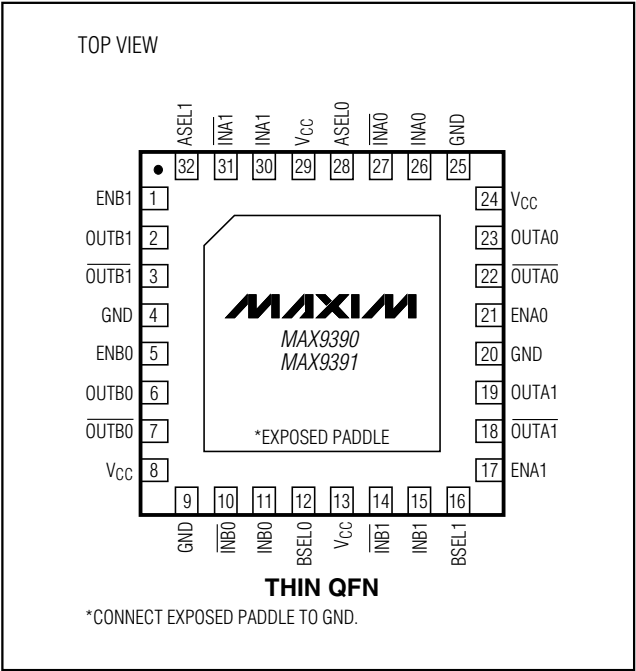 TOP VIEW
ASEL1
INA1
INA1
VCC
ASEL0
INA0
INA0
GND
32 31 30 29 28 27 26 25
ENB1 1
OUTB1 2
OUTB1 3
GND 4
ENB0 5
OUTB0 6
OUTB0 7
VCC 8
MAXIM
MAX9390
MAX9391
*EXPOSED PADDLE
24 VCC
23 OUTA0
22 OUTA0
21 ENA0
20 GND
19 OUTA1
18 OUTA1
17 ENA1
9 10 11 12 13 14 15 16
GND
INB0
INB0
BSEL0
VCC
INB1
INB1
BSEL1
THIN QFN
*CONNECT EXPOSED PADDLE TO GND.